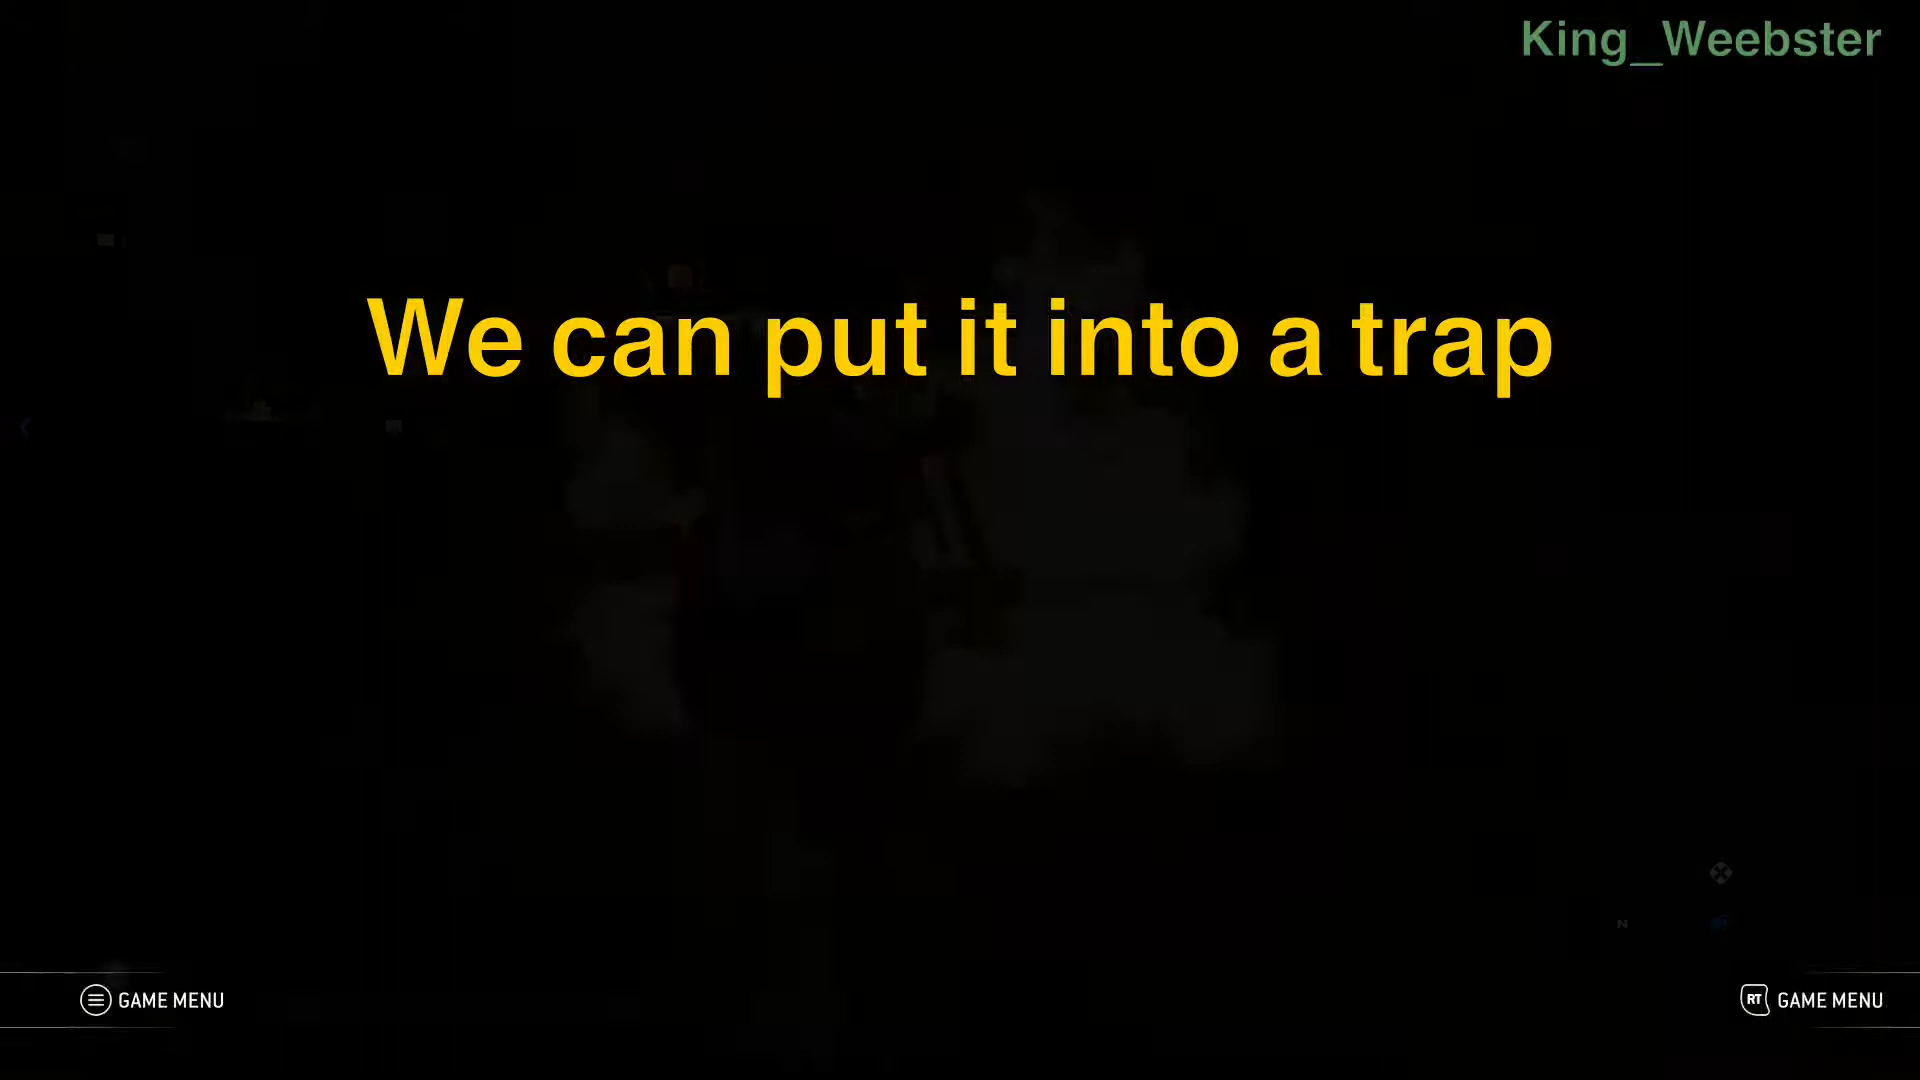 King_Weebster
We can put it into a trap
N
GAME MENU
RT GAME MENU